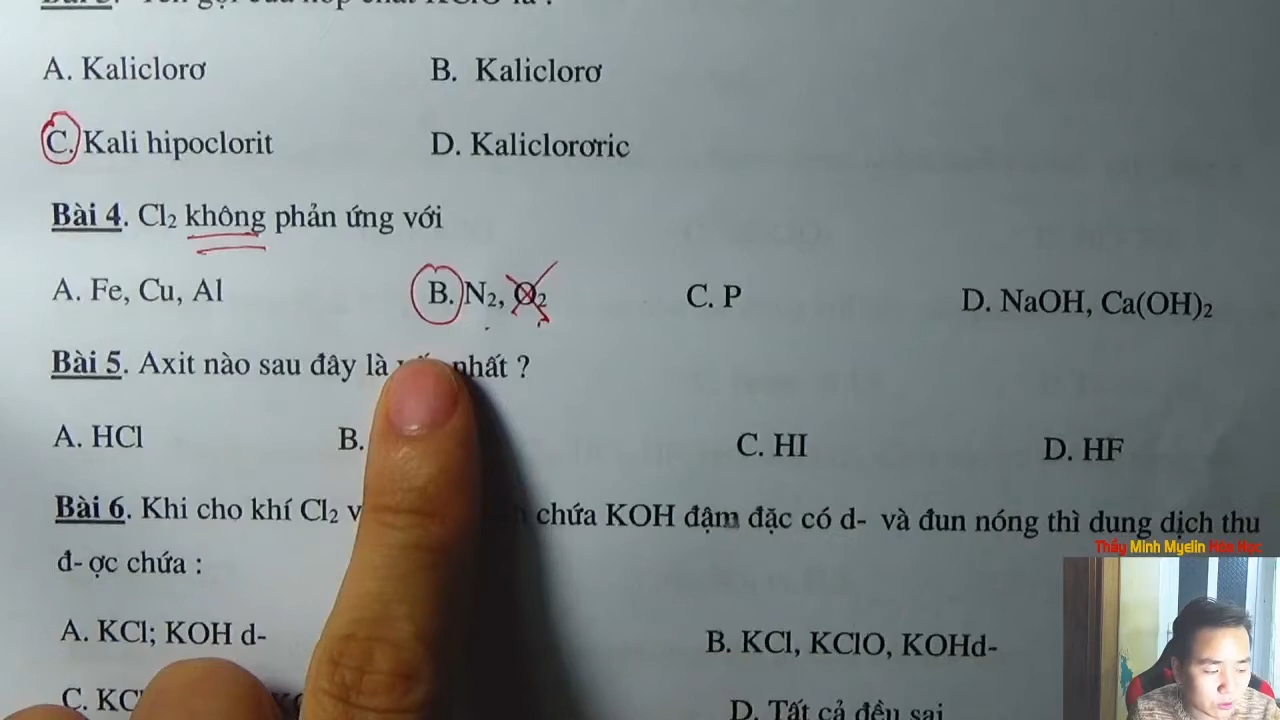 A. Kaliclorơ B. Kaliclorơ
C. Kali hipoclorit D. Kaliclorơric
Bài 4. Cl₂ không phản ứng với
A. Fe, Cu, Al B. N₂, O₂ C. P D. NaOH, Ca(OH)₂
Bài 5. Axit nào sau đây là nhất ?
A. HCl B. C. HI D. HF
Bài 6. Khi cho khí Cl₂ chứa KOH đậm đặc có d- và đun nóng thì dung dịch thu
đ- ợc chứa :
Thầy Minh Myelin Hóa Học
A. KCl; KOH d- B. KCl, KClO, KOHd-
C. D. Tất cả đều sai